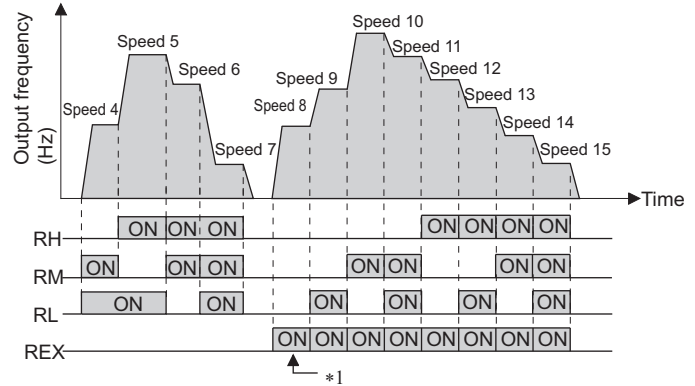 Output frequency
(Hz)
Speed 4
Speed 5
Speed 6
Speed 7
Speed 8
Speed 9
Speed 10
Speed 11
Speed 12
Speed 13
Speed 14
Speed 15
Time
RH ON ON ON ON ON ON ON
RM ON ON ON ON ON ON ON
RL ON ON ON ON ON ON
REX ON ON ON ON ON ON ON ON
*1